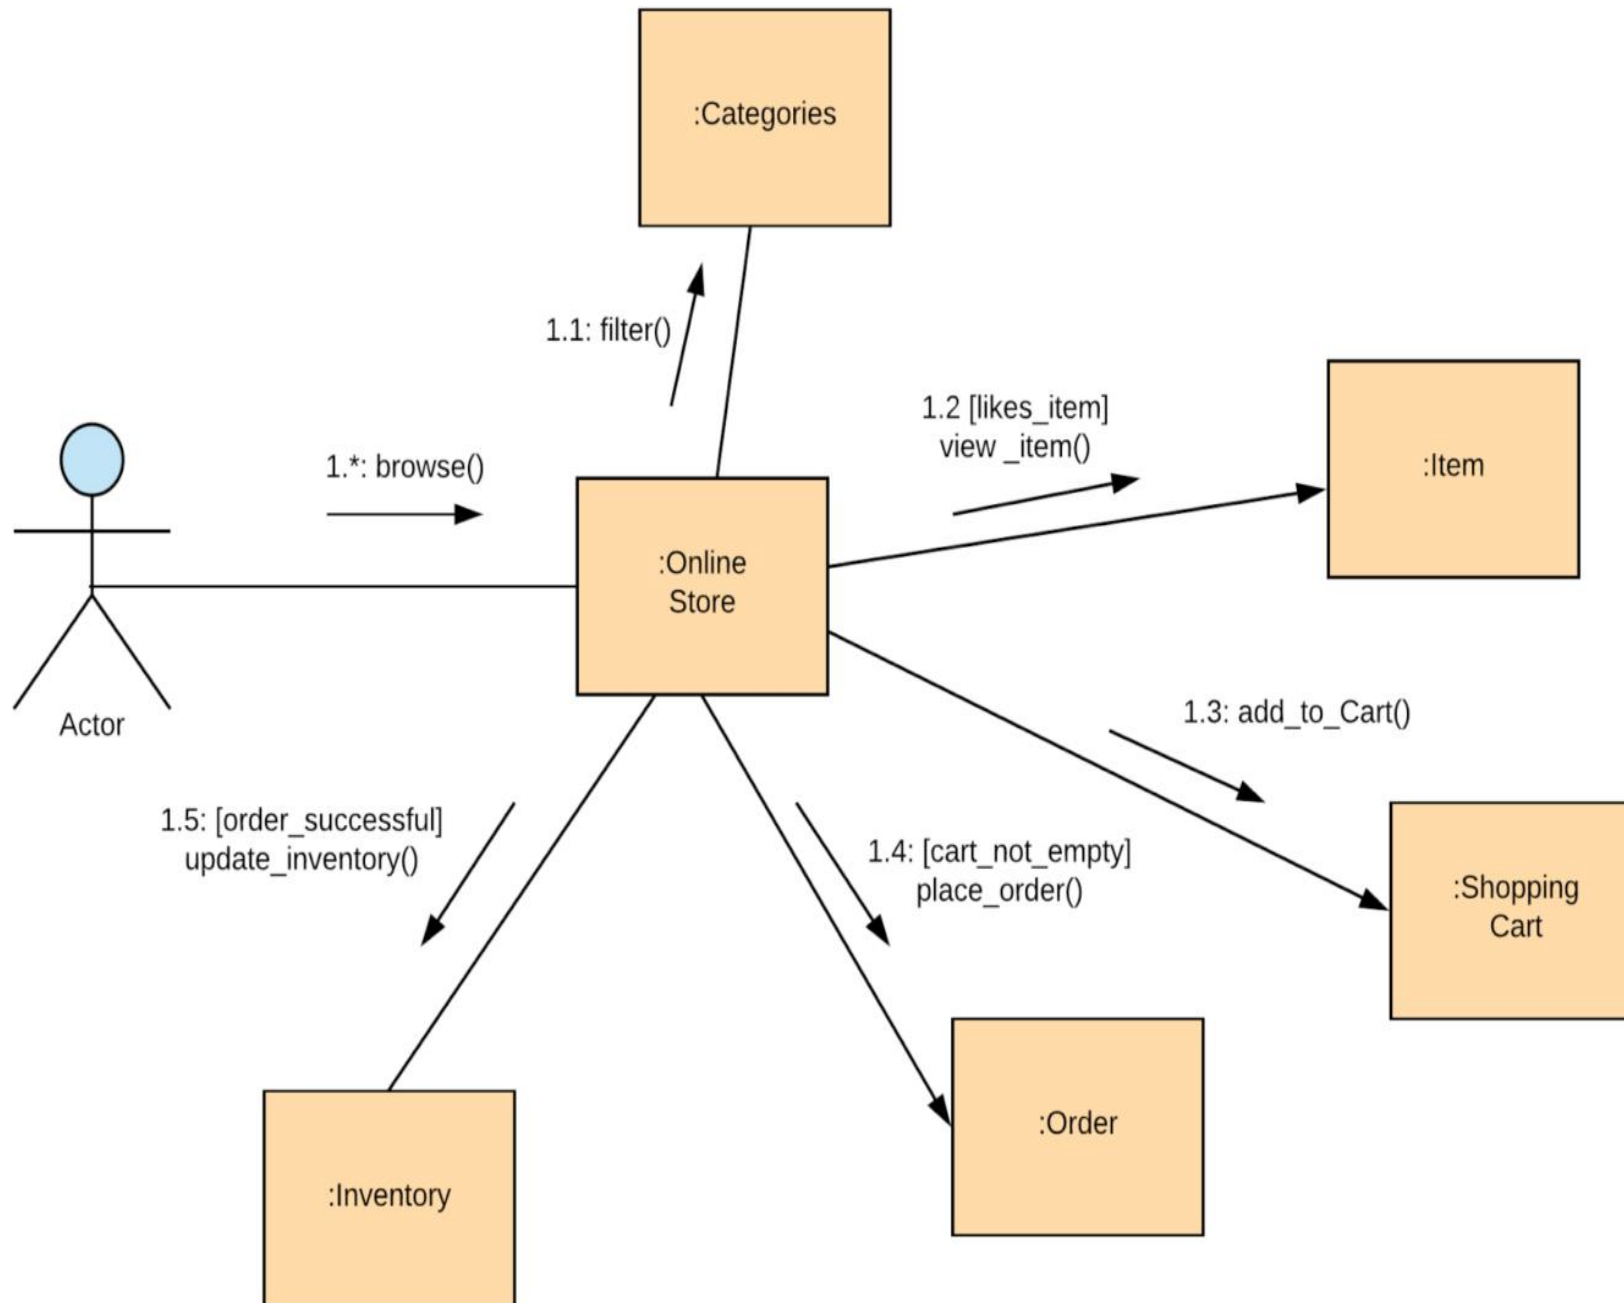 :Categories
1.1: filter()
1.2 [likes_item]
view _item()
:Item
1.*: browse()
:Online
Store
Actor
1.3: add_to_Cart()
1.5: [order_successful]
update_inventory()
1.4: [cart_not_empty]
place_order()
:Shopping
Cart
:Order
:Inventory